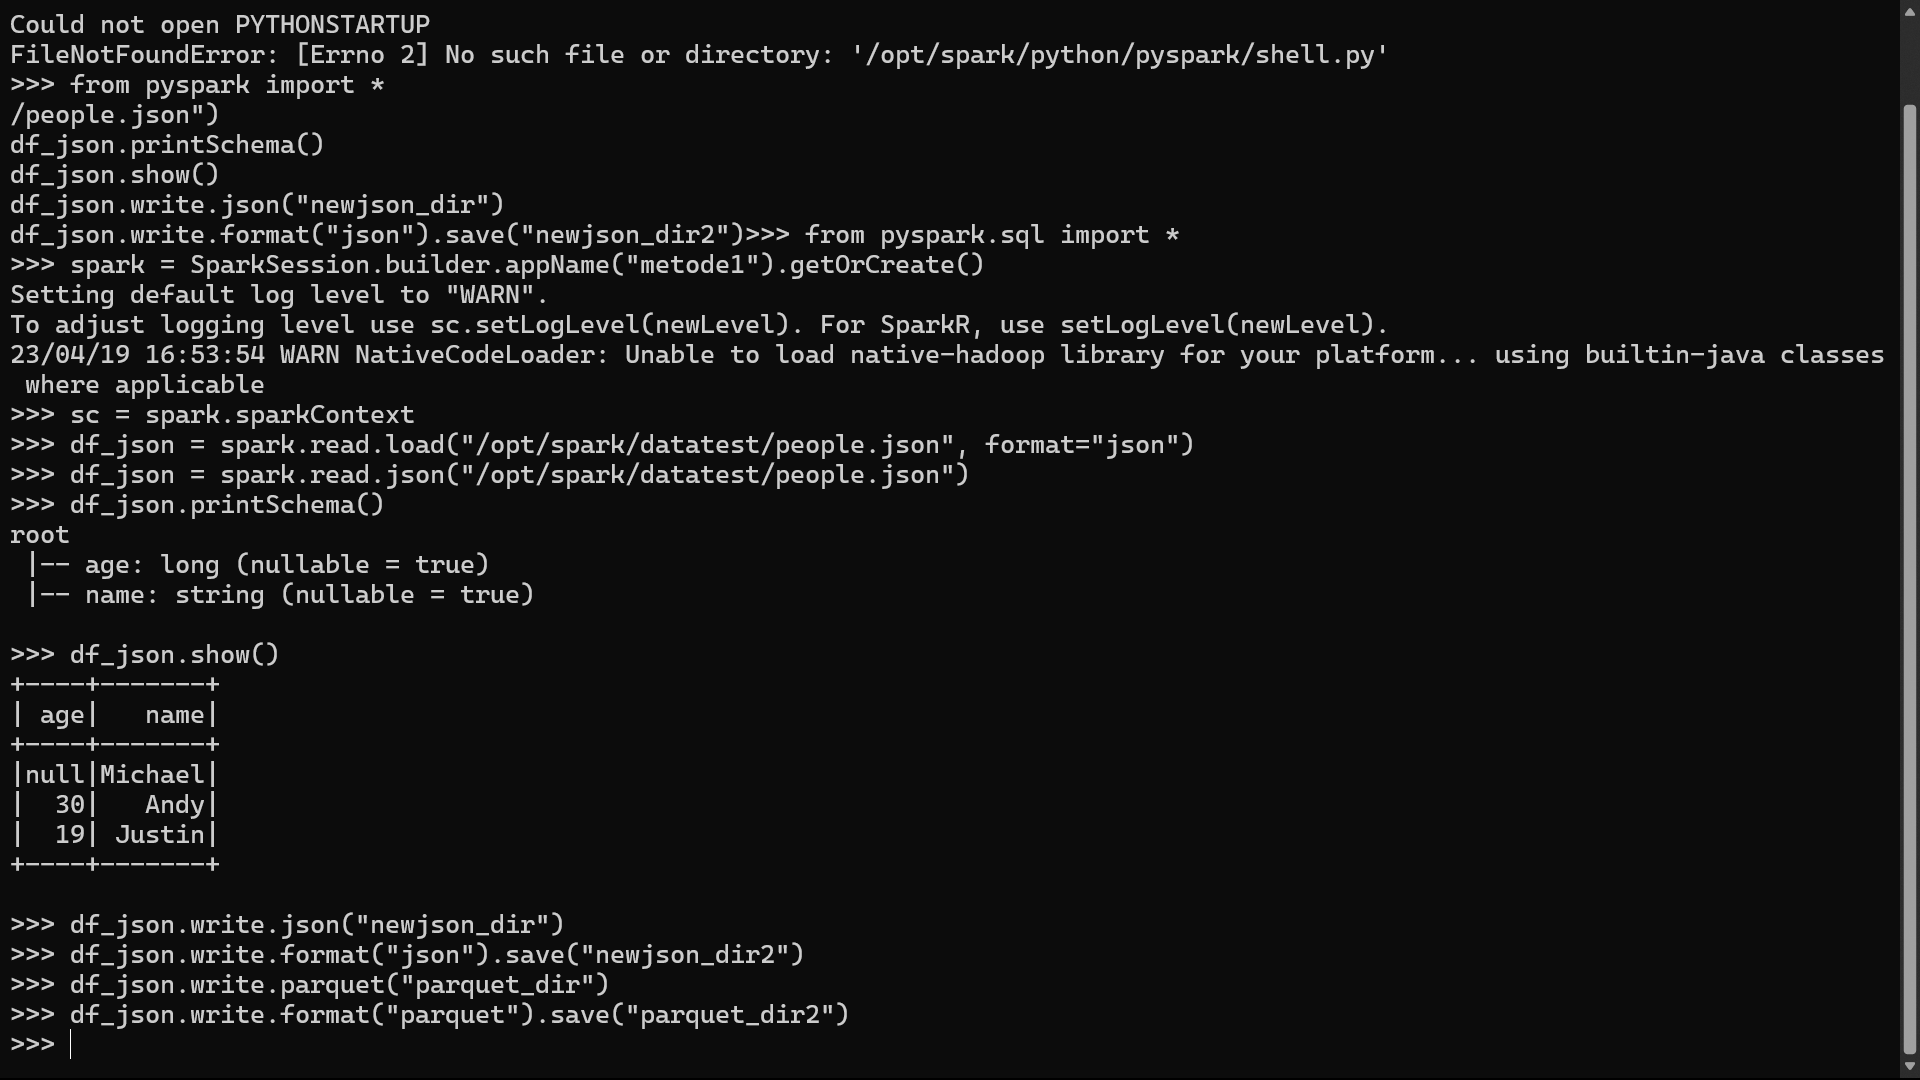 Could not open PYTHONSTARTUP
FileNotFoundError: [Errno 2] No such file or directory: '/opt/spark/python/pyspark/shell.py'
>>> from pyspark import *
/people.json")
df_json.printSchema()
df_json.show()
df_json.write.json("newjson_dir")
df_json.write.format("json").save("newjson_dir2")>>> from pyspark.sql import *
>>> spark = SparkSession.builder.appName("metode1").getOrCreate()
Setting default log level to "WARN".
To adjust logging level use sc.setLogLevel(newLevel). For SparkR, use setLogLevel(newLevel).
23/04/19 16:53:54 WARN NativeCodeLoader: Unable to load native-hadoop library for your platform... using builtin-java classes
 where applicable
>>> sc = spark.sparkContext
>>> df_json = spark.read.load("/opt/spark/datatest/people.json", format="json")
>>> df_json = spark.read.json("/opt/spark/datatest/people.json")
>>> df_json.printSchema()
root
 |-- age: long (nullable = true)
 |-- name: string (nullable = true)

>>> df_json.show()
+----+-------+
| age|   name|
+----+-------+
|null|Michael|
|  30|   Andy|
|  19| Justin|
+----+-------+

>>> df_json.write.json("newjson_dir")
>>> df_json.write.format("json").save("newjson_dir2")
>>> df_json.write.parquet("parquet_dir")
>>> df_json.write.format("parquet").save("parquet_dir2")
>>>